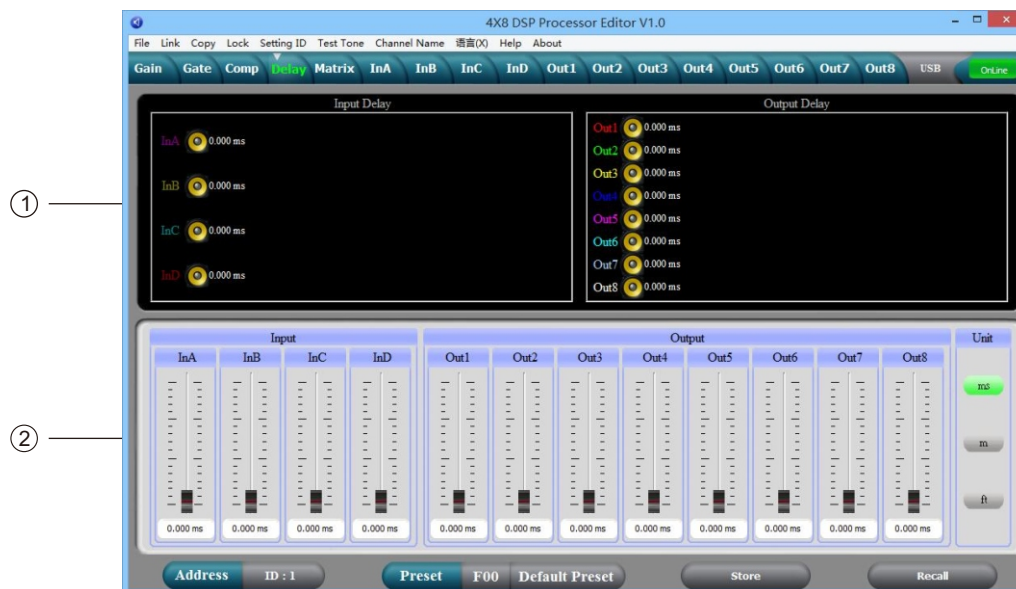 4X8 DSP Processor Editor V1.0
File Link Copy Lock Setting ID Test Tone Channel Name 语言(X) Help About
Gain Gate Comp Delay Matrix InA InB InC InD Out1 Out2 Out3 Out4 Out5 Out6 Out7 Out8 USB OnLine
Input Delay
InA 0.000 ms
InB 0.000 ms
InC 0.000 ms
InD 0.000 ms
Output Delay
Out1 0.000 ms
Out2 0.000 ms
Out3 0.000 ms
Out4 0.000 ms
Out5 0.000 ms
Out6 0.000 ms
Out7 0.000 ms
Out8 0.000 ms
1
2
Input Output Unit
InA InB InC InD Out1 Out2 Out3 Out4 Out5 Out6 Out7 Out8
ms
m
ft
0.000 ms 0.000 ms 0.000 ms 0.000 ms 0.000 ms 0.000 ms 0.000 ms 0.000 ms 0.000 ms 0.000 ms 0.000 ms 0.000 ms
Address ID : 1 Preset F00 Default Preset Store Recall